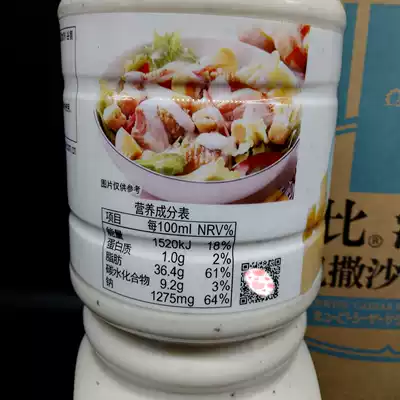 图片仅供参考
营养成分表
项目 每100ml NRV%
能量 1520KJ 18%
蛋白质 1.0g 2%
脂肪 36.4g 61%
碳水化合物 9.2g 3%
钠 1275mg 64%
比®
撒沙